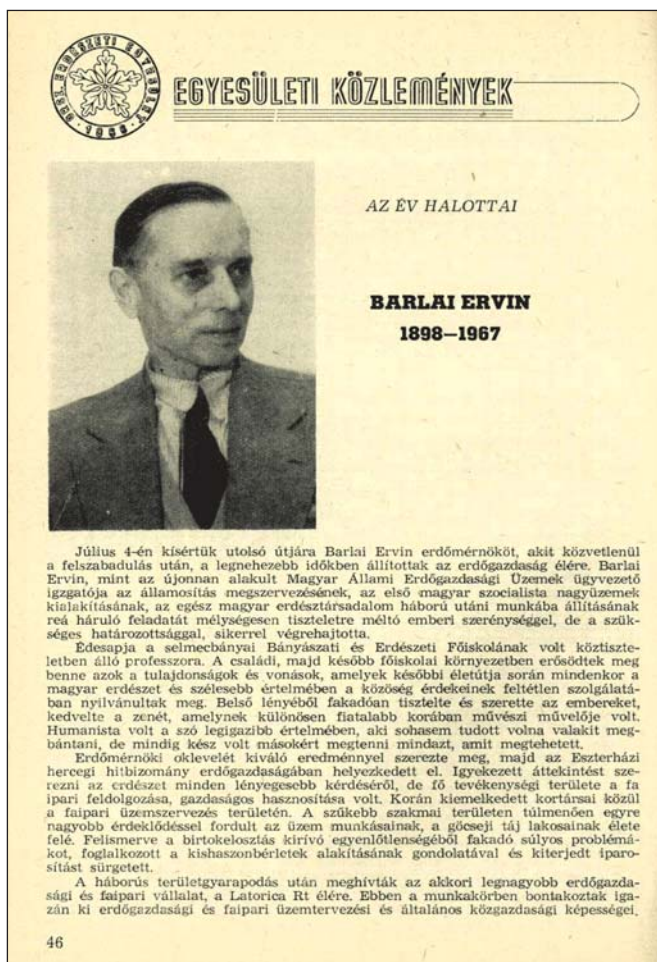 ORSZ. ERDÉSZETI EGYESÜLET
· 1866 ·
EGYESÜLETI KÖZLEMÉNYEK
AZ ÉV HALOTTAI
BARLAI ERVIN
1898—1967
Július 4-én kísértük utolsó útjára Barlai Ervin erdőmérnököt, akit közvetlenül
a felszabadulás után, a legnehezebb időkben állítottak az erdőgazdaság élére. Barlai
Ervin, mint az újonnan alakult Magyar Állami Erdőgazdasági Üzemek ügyvezető
igzgatója az államosítás megszervezésének, az első magyar szocialista nagyüzemek
kialakításának, az egész magyar erdésztársadalom háború utáni munkába állításának
reá háruló feladatát mélységesen tiszteletre méltó emberi szerénységgel, de a szük-
séges határozottsággal, sikerrel végrehajtotta.
Édesapja a selmecbányai Bányászati és Erdészeti Főiskolának volt köztiszte-
letben álló professzora. A családi, majd később főiskolai környezetben erősödtek meg
benne azok a tulajdonságok és vonások, amelyek későbbi életútja során mindenkor a
magyar erdészet és szélesebb értelmében a közöség érdekeinek feltétlen szolgálatá-
ban nyilvánultak meg. Belső lényéből fakadóan tisztelte és szerette az embereket,
kedvelte a zenét, amelynek különösen fiatalabb korában művészi művelője volt.
Humanista volt a szó legigazibb értelmében, aki sohasem tudott volna valakit meg-
bántani, de mindig kész volt másokért megtenni mindazt, amit megtehetett.
Erdőmérnöki oklevelét kiváló eredménnyel szerezte meg, majd az Eszterházi
hercegi hitbizomány erdőgazdaságában helyezkedett el. Igyekezett áttekintést sze-
rezni az erdészet minden lényegesebb kérdéséről, de fő tevékenységi területe a fa
ipari feldolgozása, gazdaságos hasznosítása volt. Korán kiemelkedett kortársai közül
a faipari üzemszervezés területén. A szűkebb szakmai területen túlmenően egyre
nagyobb érdeklődéssel fordult az üzem munkásainak, a göcseji táj lakosainak élete
felé. Felismerve a birtokelosztás kirívó egyenlőtlenségéből fakadó súlyos problémá-
kot, foglalkozott a kishaszonbérletek alakításának gondolatával és kiterjedt iparo-
sítást sürgetett.
A háborús területgyarapodás után meghívták az akkori legnagyobb erdőgazda-
sági és faipari vállalat, a Latorica Rt élére. Ebben a munkakörben bontakoztak iga-
zán ki erdőgazdasági és faipari üzemtervezési és általános közgazdasági képességei.
46